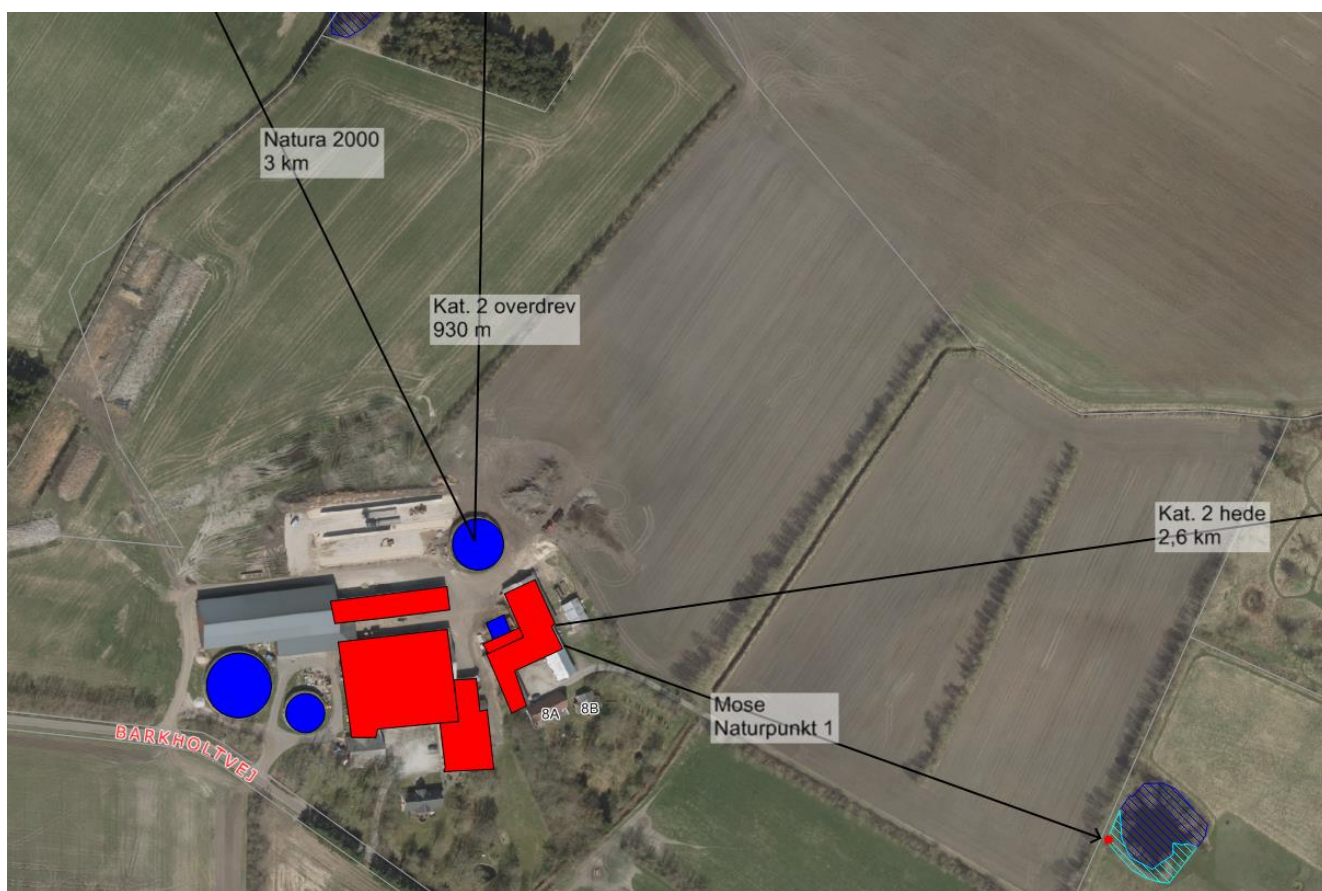 Natura 2000
3 km
Kat. 2 overdrev
930 m
Kat. 2 hede
2,6 km
Mose
Naturpunkt 1
8A
8B
BARKHOLTVEJ